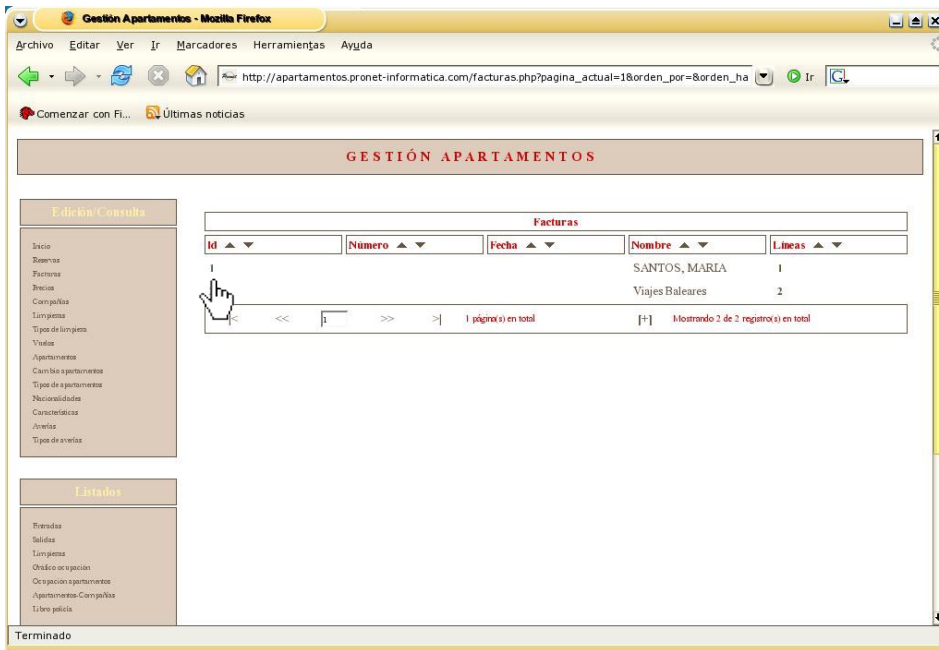 Gestión Apartamentos - Mozilla Firefox
Archivo Editar Ver Ir Marcadores Herramientas Ayuda
http://apartamentos.pronet-informatica.com/facturas.php?pagina_actual=1&orden_por=&orden_ha Ir
Comenzar con Fi... Últimas noticias
GESTIÓN APARTAMENTOS
Edición/Consulta
Inicio
Reservas
Facturas
Precios
Compañías
Limpiezas
Tipos de limpieza
Vuelos
Apartamentos
Cambio apartamentos
Tipos de apartamentos
Nacionalidades
Características
Averías
Tipos de averías
Listados
Entradas
Salidas
Limpiezas
Gráfico ocupación
Ocupación apartamentos
Apartamentos-Compañías
Libro policía
Facturas
Id Número Fecha Nombre Líneas
1 SANTOS, MARIA 1
Viajes Baleares 2
|< << 1 >> >| 1 página(s) en total [+] Mostrando 2 de 2 registro(s) en total
Terminado